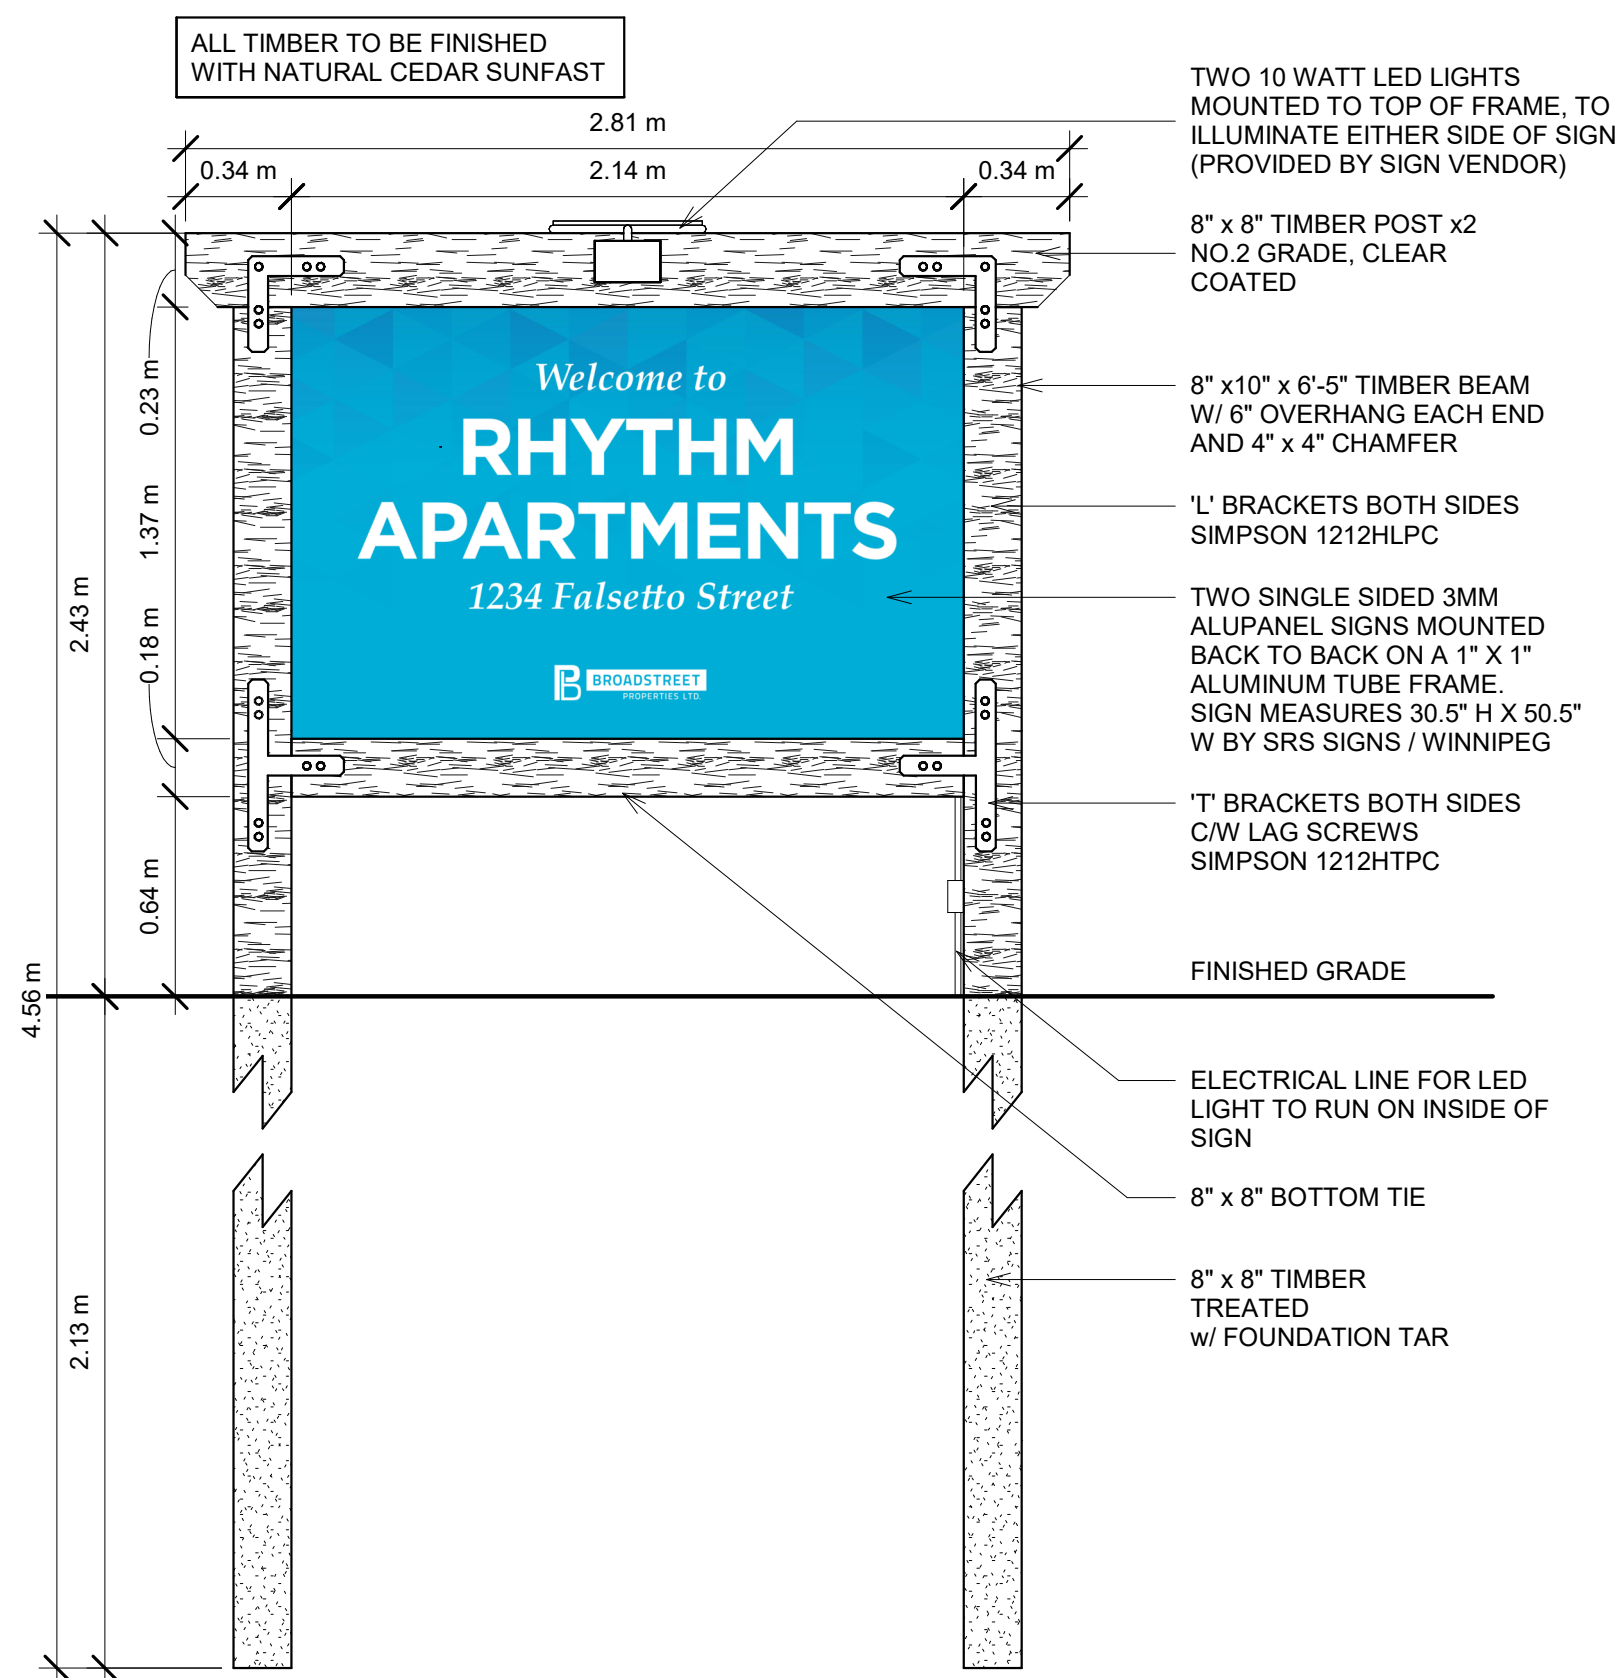 ALL TIMBER TO BE FINISHED
WITH NATURAL CEDAR SUNFAST
2.81 m
0.34 m
2.14 m
0.34 m
TWO 10 WATT LED LIGHTS
MOUNTED TO TOP OF FRAME, TO
ILLUMINATE EITHER SIDE OF SIGN
(PROVIDED BY SIGN VENDOR)
8" x 8" TIMBER POST x2
NO.2 GRADE, CLEAR
COATED
8" x10" x 6'-5" TIMBER BEAM
W/ 6" OVERHANG EACH END
AND 4" x 4" CHAMFER
'L' BRACKETS BOTH SIDES
SIMPSON 1212HLPC
TWO SINGLE SIDED 3MM
ALUPANEL SIGNS MOUNTED
BACK TO BACK ON A 1" X 1"
ALUMINUM TUBE FRAME.
SIGN MEASURES 30.5" H X 50.5"
W BY SRS SIGNS / WINNIPEG
'T' BRACKETS BOTH SIDES
C/W LAG SCREWS
SIMPSON 1212HTPC
FINISHED GRADE
ELECTRICAL LINE FOR LED
LIGHT TO RUN ON INSIDE OF
SIGN
8" x 8" BOTTOM TIE
8" x 8" TIMBER
TREATED
w/ FOUNDATION TAR
Welcome to
RHYTHM
APARTMENTS
1234 Falsetto Street
B BROADSTREET
PROPERTIES LTD.
0.23 m
1.37 m
0.18 m
0.64 m
2.43 m
4.56 m
2.13 m